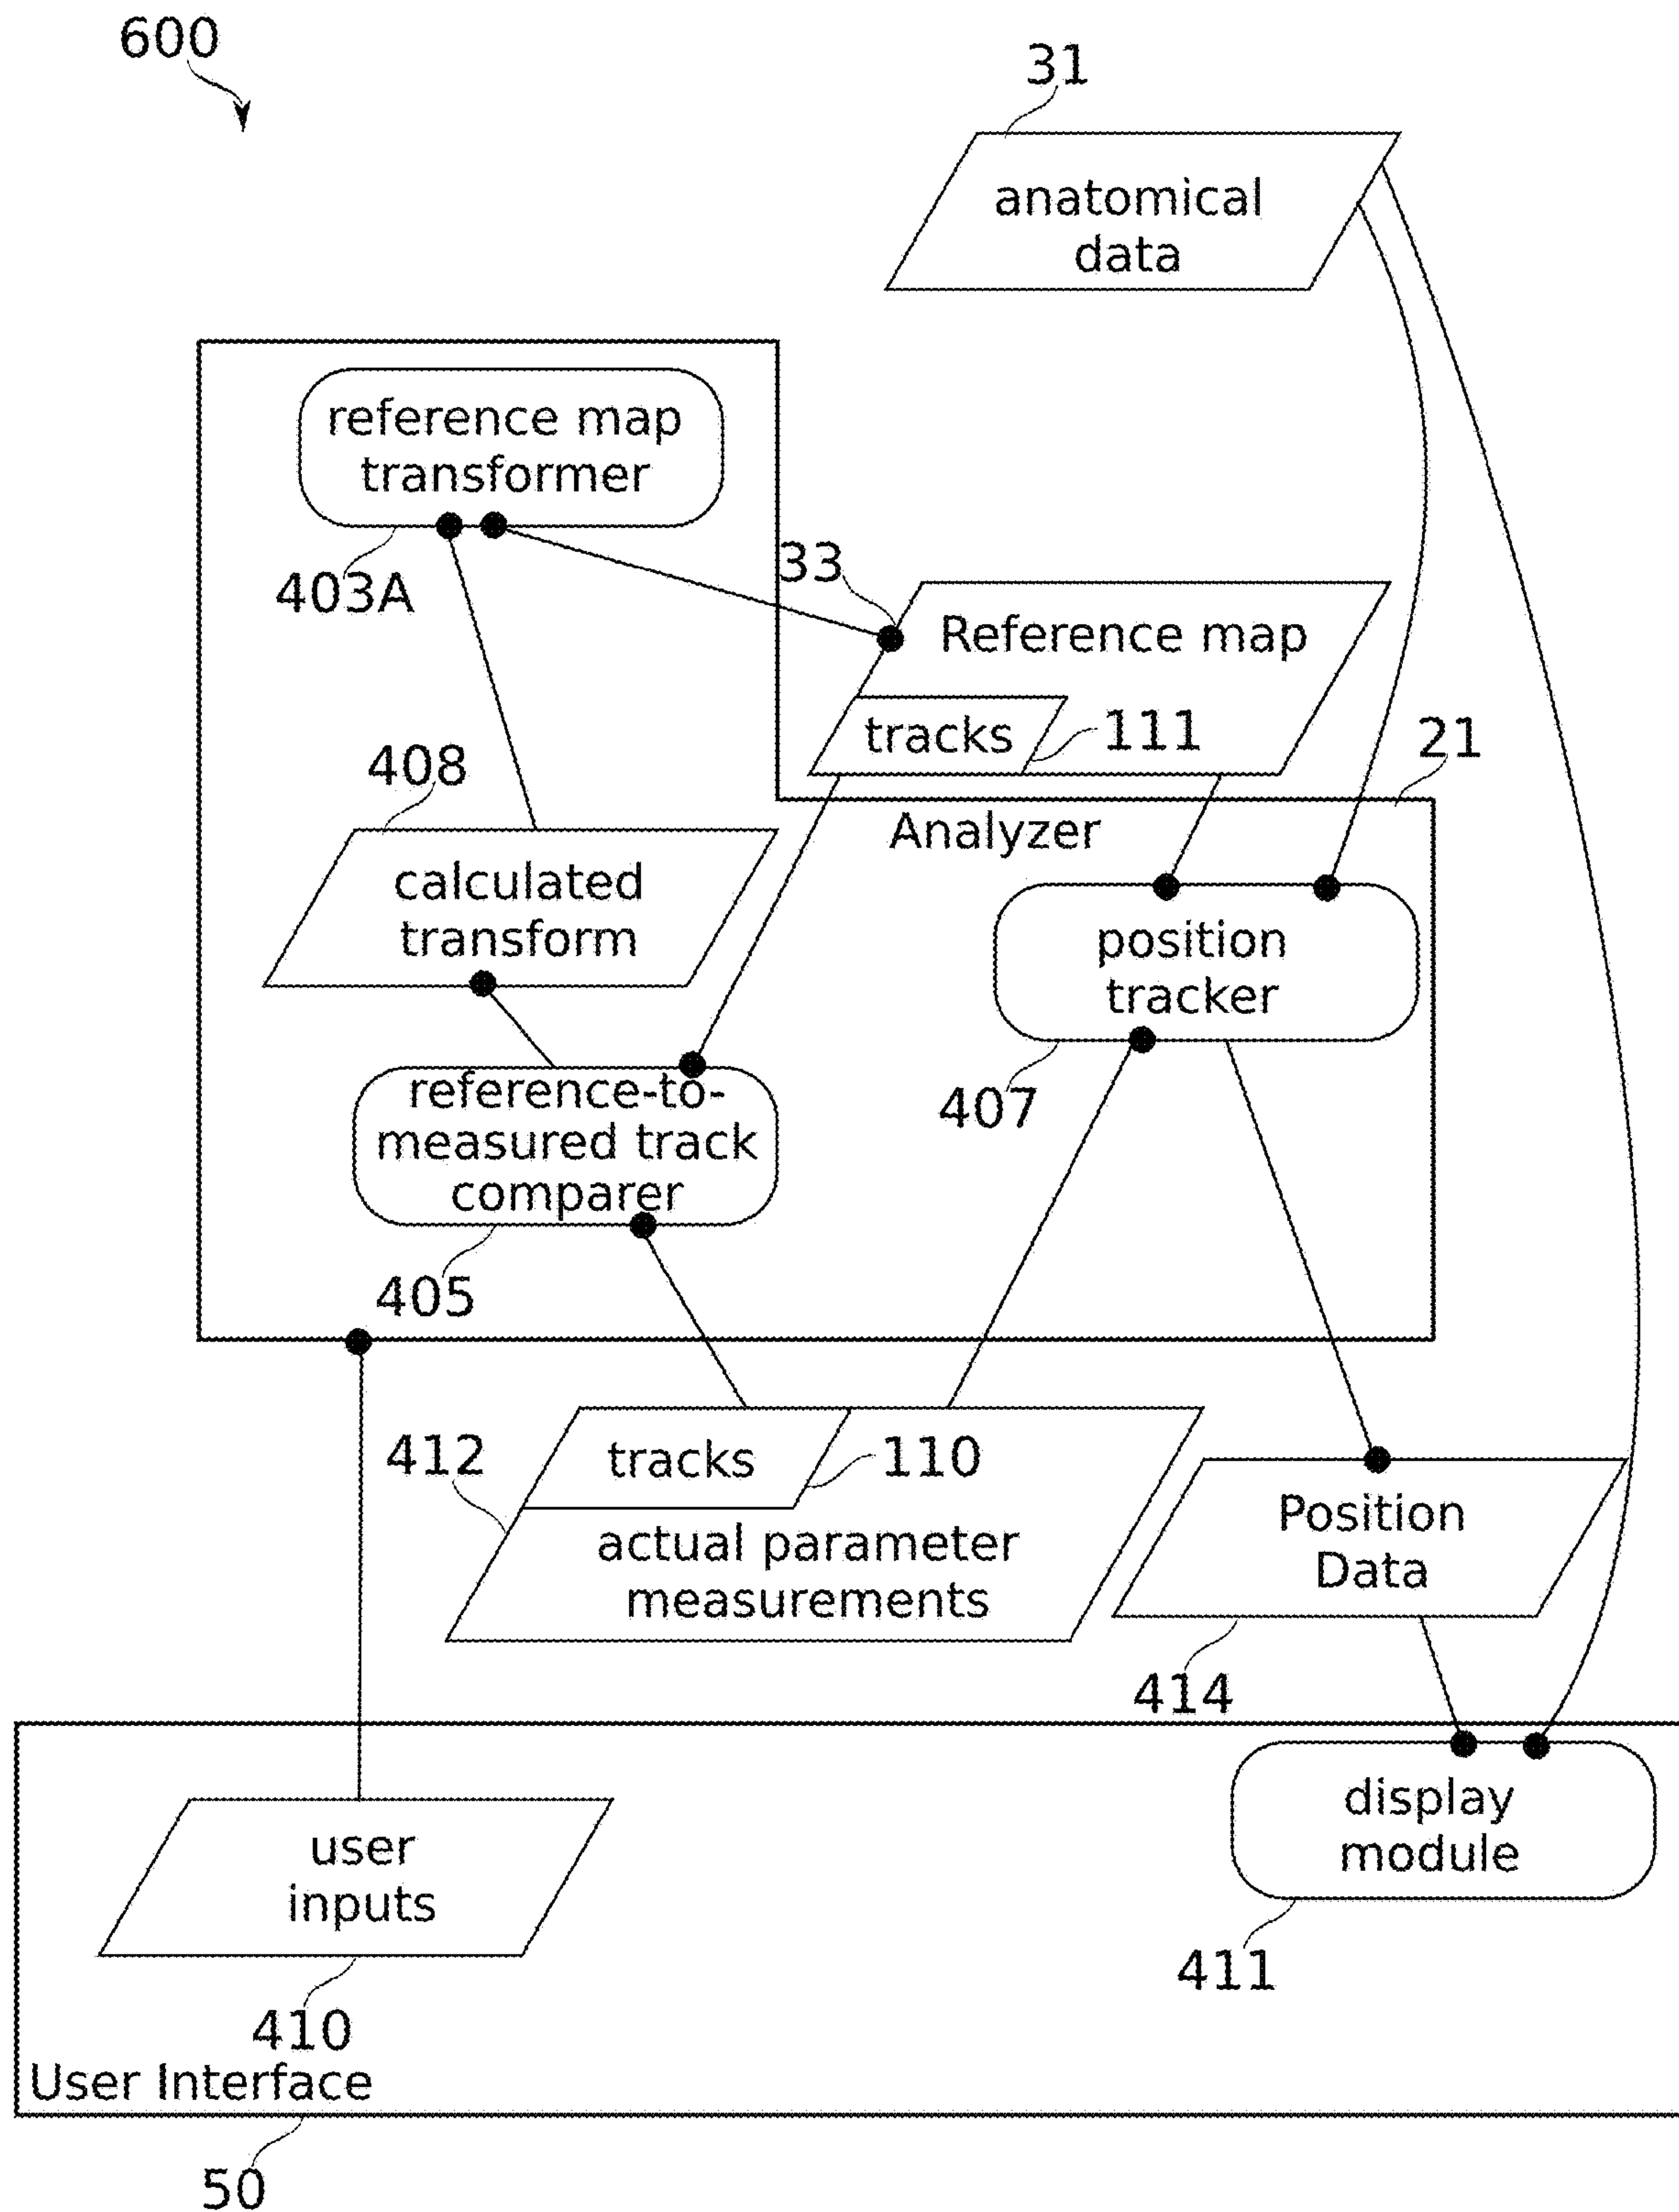 600
31
anatomical
data
reference map
transformer
403A
33
Reference map
tracks
111
408
21
Analyzer
calculated
transform
position
tracker
reference-to-
measured track
comparer
407
405
412
tracks
110
actual parameter
measurements
Position
Data
414
display
module
user
inputs
411
410
User Interface
50